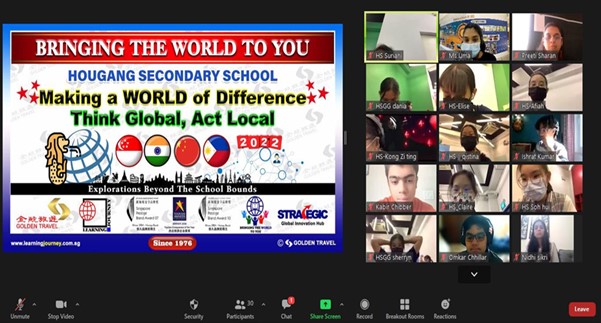 BRINGING THE WORLD TO YOU
HOUGANG SECONDARY SCHOOL
Making a WORLD of Difference
Think Global, Act Local
2022
Explorations Beyond The School Bounds
GOLDEN TRAVEL
LEARNING
BRINGING THE
WORLD TO YOU
STRATEGIC
Global Innovation Hub
www.learningjourney.com.sg
Since 1976
GOLDEN TRAVEL
HS Suriani
Ms Uma
Preeti Sharan
HSGG dania
HS-Elise
HS-Afiah
HS-Kong Zi ting
HS-j_qistina
Ishrat Kumar
Kabir Chibber
HS_Claire
HS Soh hui
HSGG sherryn
Omkar Chhillar
Nidhi sikri
Unmute
Stop Video
Security
30
Participants
Chat
Share Screen
Record
Breakout Rooms
Reactions
Leave